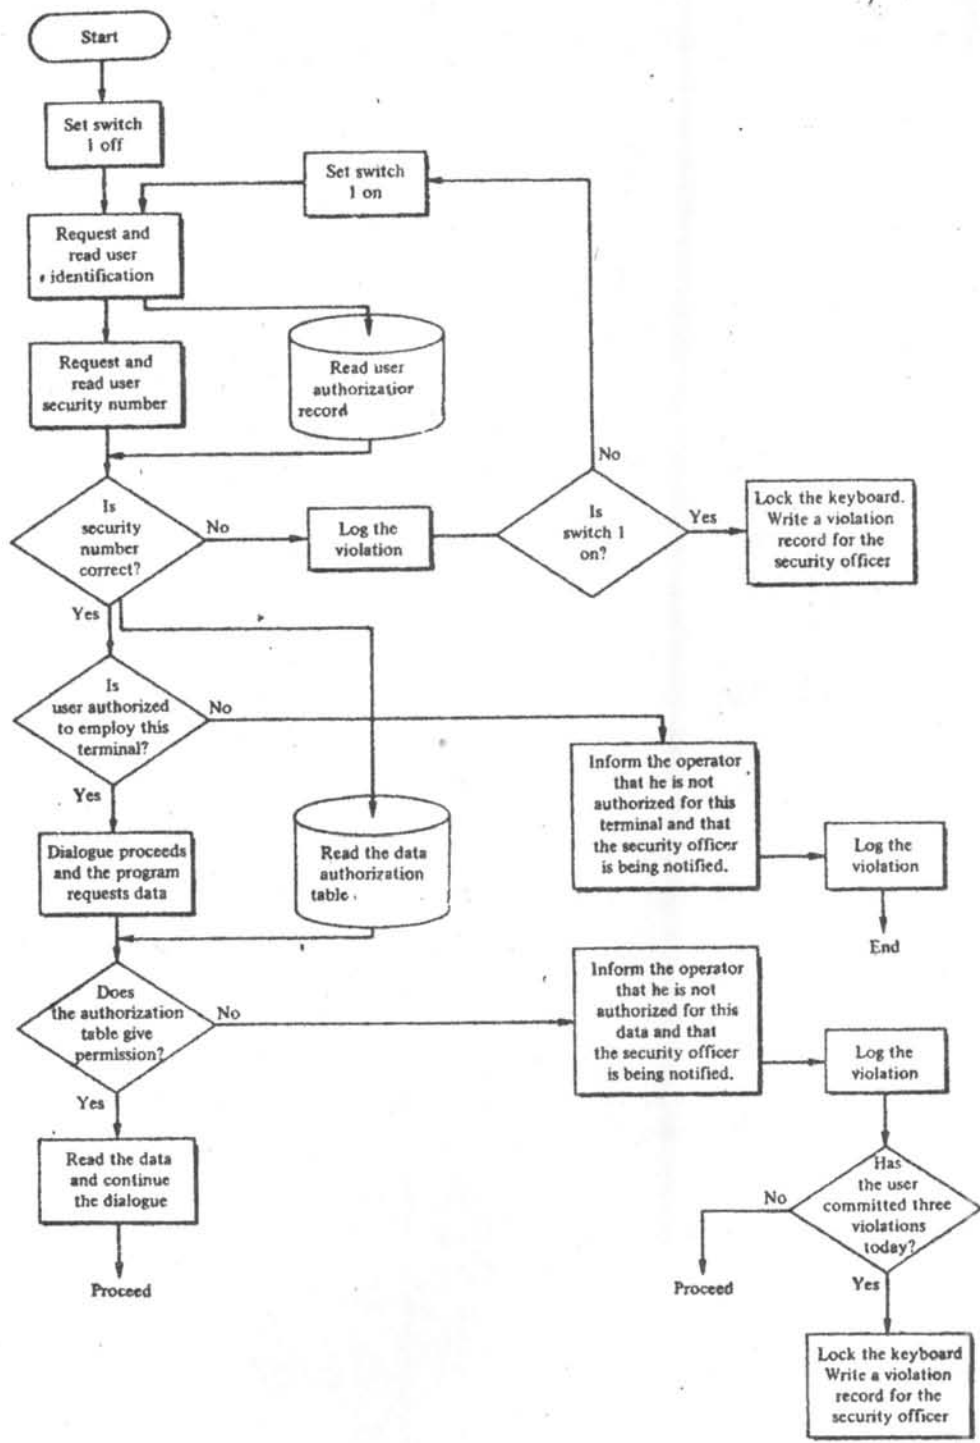 Start
Set switch
1 off
Set switch
1 on
Request and
read user
identification
Request and
read user
security number
Read user
authorization
record
Is
security
number
correct?
No
Log the
violation
Is
switch 1
on?
No
Yes
Lock the keyboard.
Write a violation
record for the
security officer
Yes
Is
user authorized
to employ this
terminal?
No
Inform the operator
that he is not
authorized for this
terminal and that
the security officer
is being notified.
Log the
violation
End
Yes
Dialogue proceeds
and the program
requests data
Read the data
authorization
table
Does
the authorization
table give
permission?
No
Inform the operator
that he is not
authorized for this
data and that
the security officer
is being notified.
Log the
violation
Yes
Read the data
and continue
the dialogue
Proceed
Has
the user
committed three
violations
today?
No
Proceed
Yes
Lock the keyboard
Write a violation
record for the
security officer